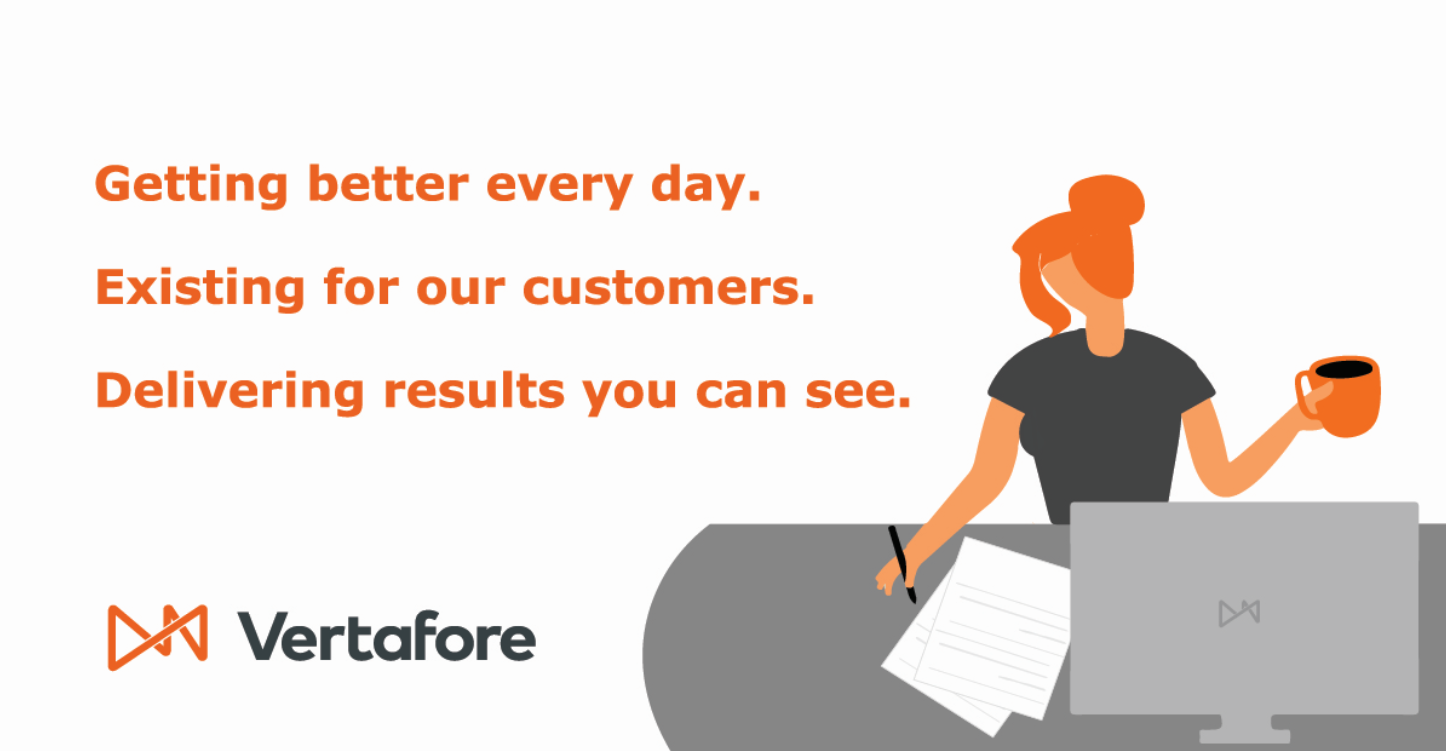 Getting better every day.
Existing for our customers.
Delivering results you can see.
Vertafore